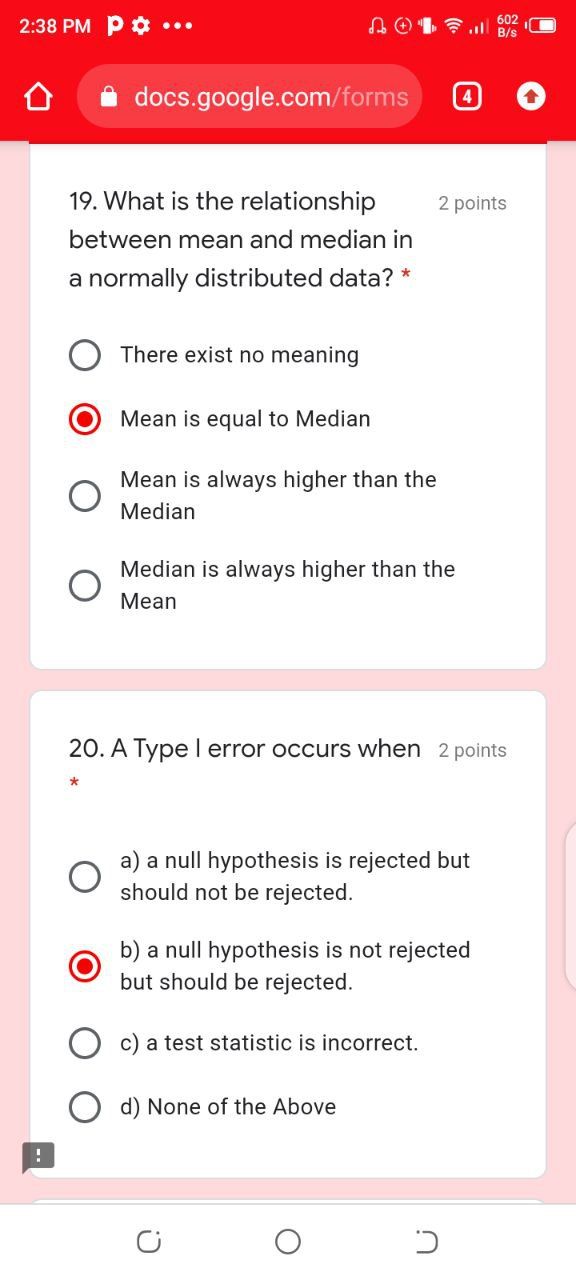 2:38 PM
602
B/s
docs.google.com/forms
4
19. What is the relationship
2 points
between mean and median in
a normally distributed data? *
There exist no meaning
Mean is equal to Median
Mean is always higher than the
Median
Median is always higher than the
Mean
20. A Type I error occurs when
2 points
*
a) a null hypothesis is rejected but
should not be rejected.
b) a null hypothesis is not rejected
but should be rejected.
c) a test statistic is incorrect.
d) None of the Above